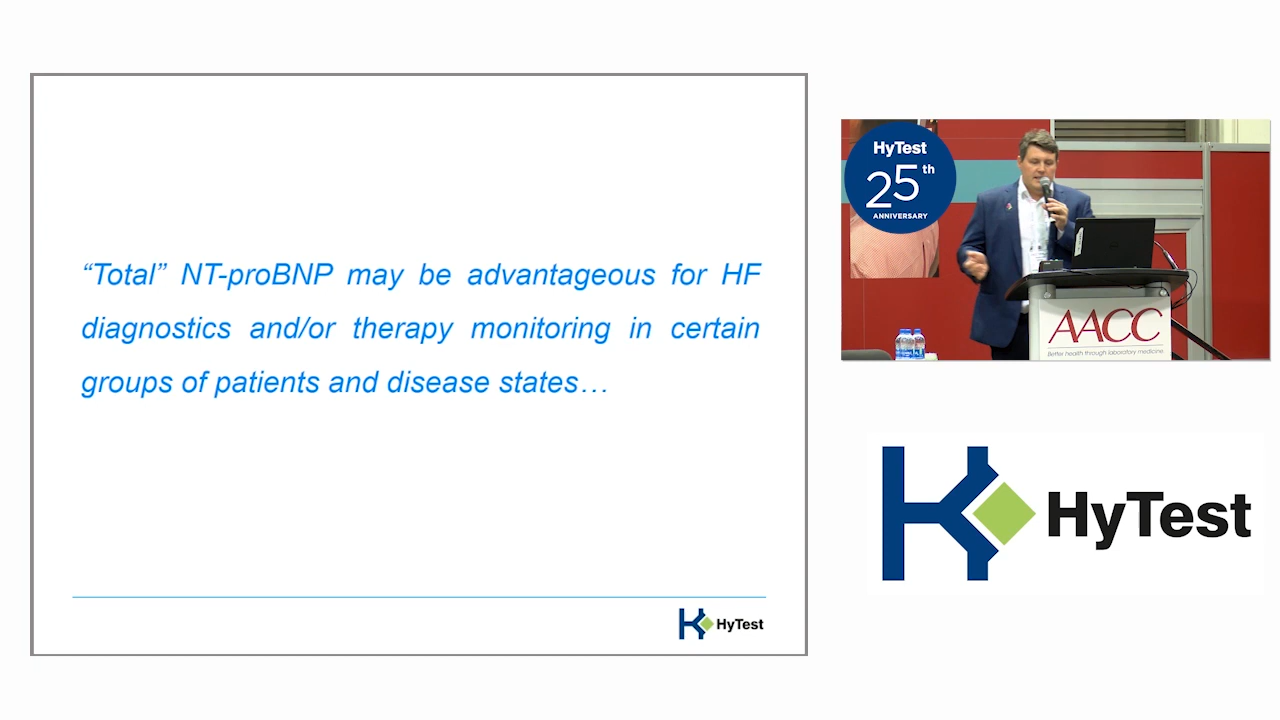 “Total” NT-proBNP may be advantageous for HF
diagnostics and/or therapy monitoring in certain
groups of patients and disease states…
HyTest
HyTest
25th
ANNIVERSARY
AACC
Better health through laboratory medicine.
HyTest